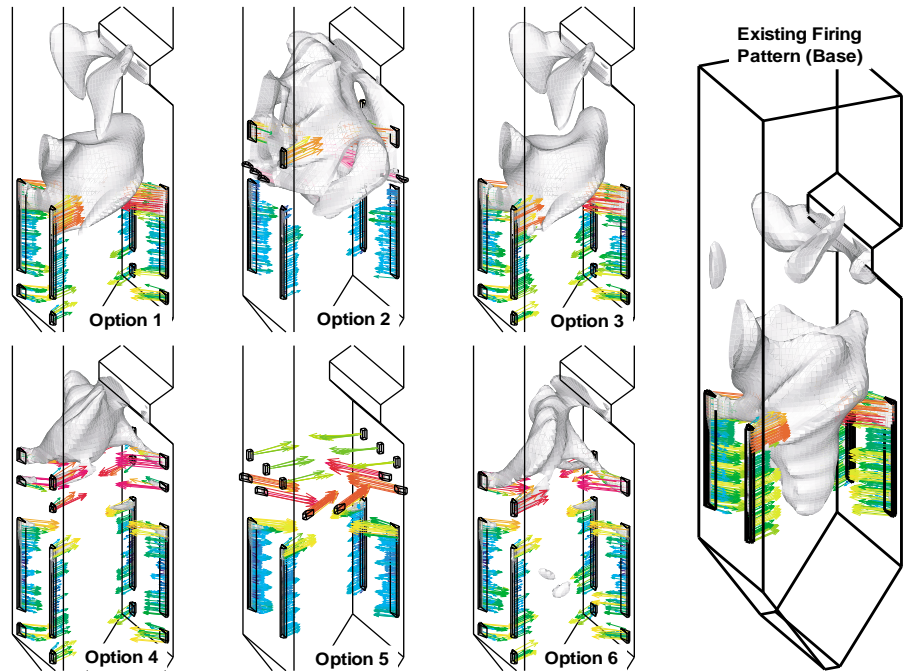 Existing Firing
Pattern (Base)
Option 1
Option 2
Option 3
Option 4
Option 5
Option 6